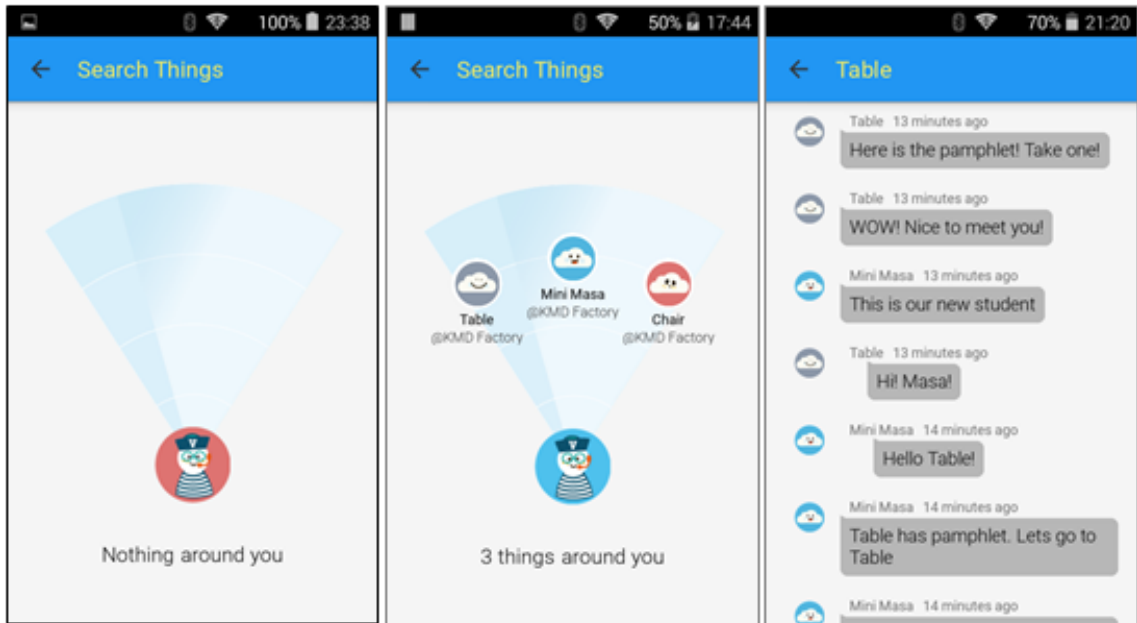 100% 23:38
Search Things
Nothing around you
50% 17:44
Search Things
Mini Masa
@KMD Factory
Table
@KMD Factory
Chair
@KMD Factory
3 things around you
70% 21:20
Table
Table 13 minutes ago
Here is the pamphlet! Take one!
Table 13 minutes ago
WOW! Nice to meet you!
Mini Masa 13 minutes ago
This is our new student
Table 13 minutes ago
Hi! Masa!
Mini Masa 14 minutes ago
Hello Table!
Mini Masa 14 minutes ago
Table has pamphlet. Lets go to
Table
Mini Masa 14 minutes ago